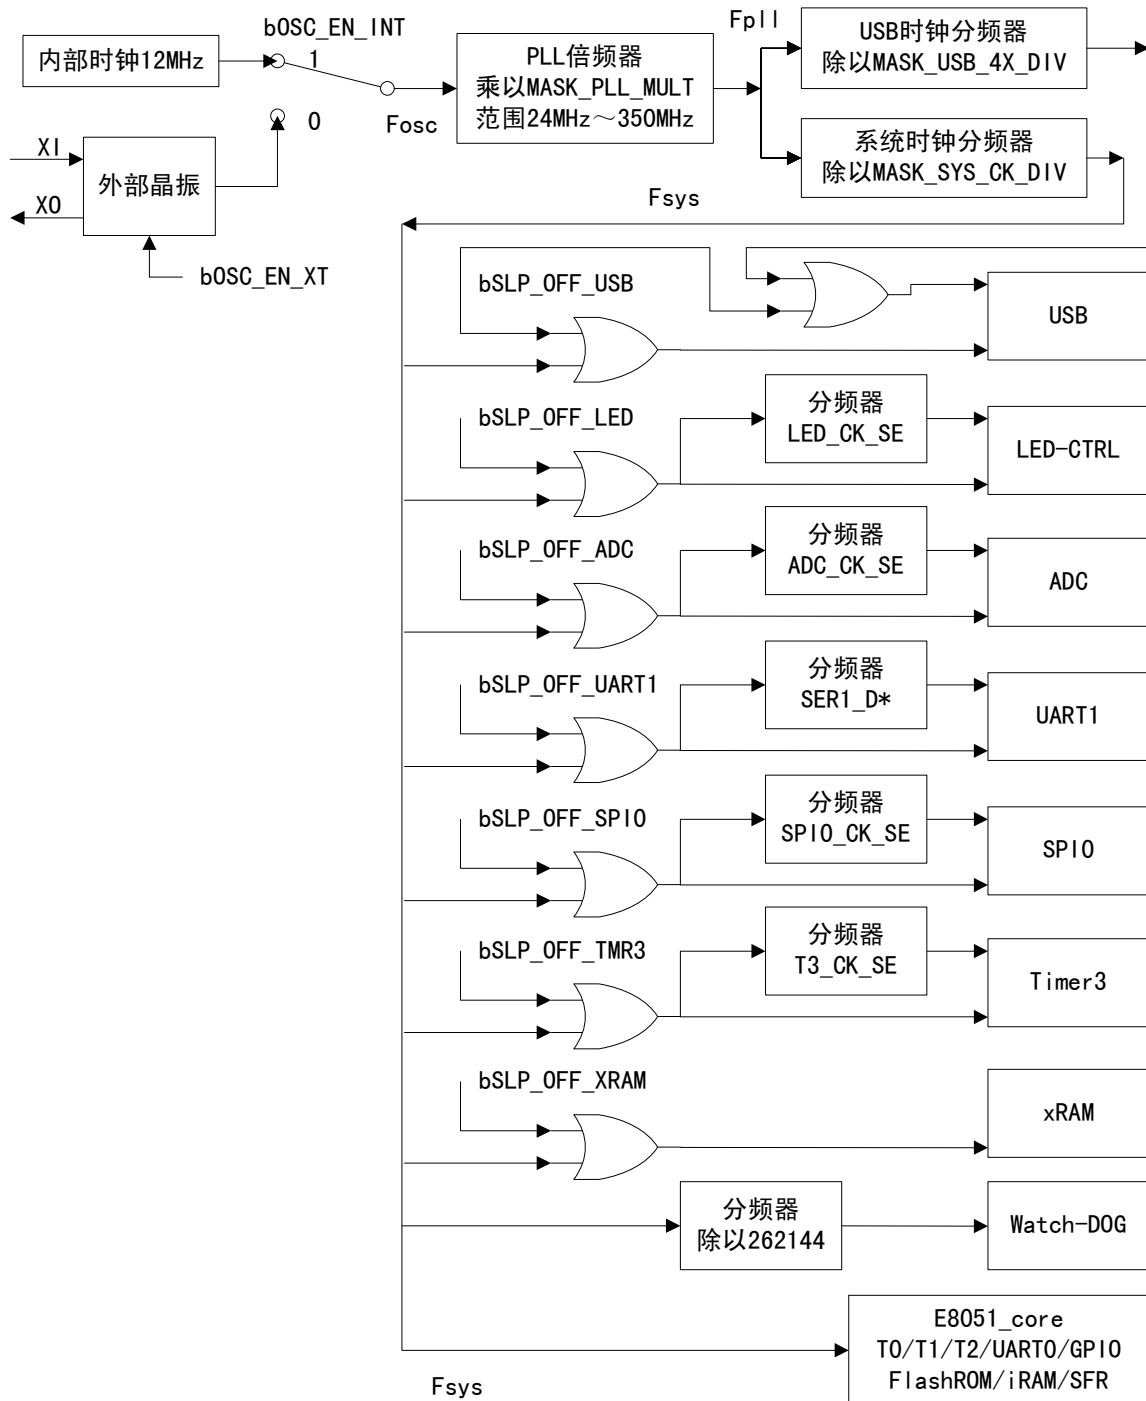 bOSC_EN_INT
内部时钟12MHz
1
0
Fosc
PLL倍频器
乘以MASK_PLL_MULT
范围24MHz～350MHz
Fpll
USB时钟分频器
除以MASK_USB_4X_DIV
系统时钟分频器
除以MASK_SYS_CK_DIV
XI
XO
外部晶振
bOSC_EN_XT
Fsys
bSLP_OFF_USB
USB
bSLP_OFF_LED
分频器
LED_CK_SE
LED-CTRL
bSLP_OFF_ADC
分频器
ADC_CK_SE
ADC
bSLP_OFF_UART1
分频器
SER1_D*
UART1
bSLP_OFF_SPI0
分频器
SPI0_CK_SE
SPI0
bSLP_OFF_TMR3
分频器
T3_CK_SE
Timer3
bSLP_OFF_XRAM
xRAM
分频器
除以262144
Watch-DOG
E8051_core
T0/T1/T2/UART0/GPIO
FlashROM/iRAM/SFR
Fsys